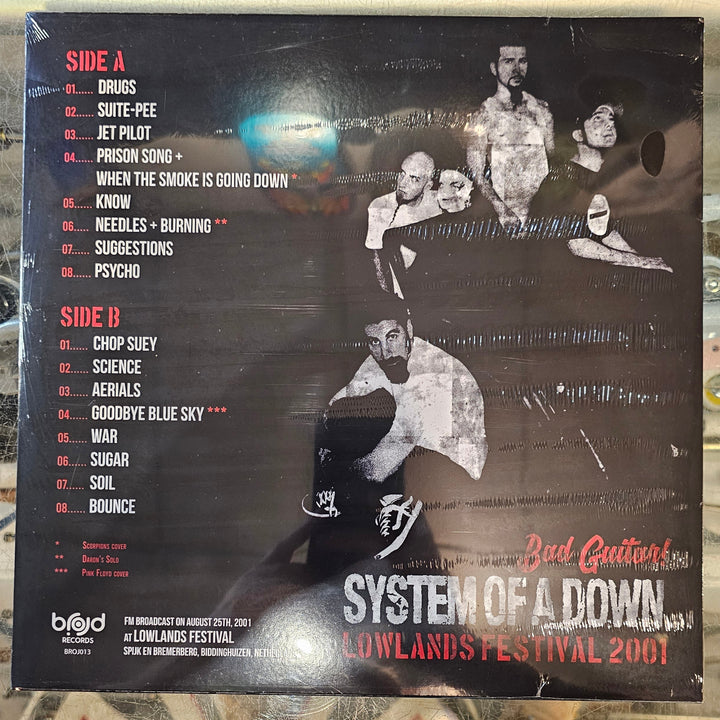 SIDE A
01...... DRUGS
02...... SUITE-PEE
03...... JET PILOT
04...... PRISON SONG +
WHEN THE SMOKE IS GOING DOWN *
05...... KNOW
06...... NEEDLES + BURNING **
07...... SUGGESTIONS
08...... PSYCHO
SIDE B
01...... CHOP SUEY
02...... SCIENCE
03...... AERIALS
04...... GOODBYE BLUE SKY ***
05...... WAR
06...... SUGAR
07...... SOIL
08...... BOUNCE
* SCORPIONS COVER
** DARON'S SOLO
*** PINK FLOYD COVER
broJd
RECORDS
BROJ013
FM BROADCAST ON AUGUST 25TH, 2001
AT LOWLANDS FESTIVAL
SPIJK EN BREMERBERG, BIDDINGHUIZEN,
Bad Guitar!
SYSTEM OF A DOWN
LOWLANDS FESTIVAL 2001